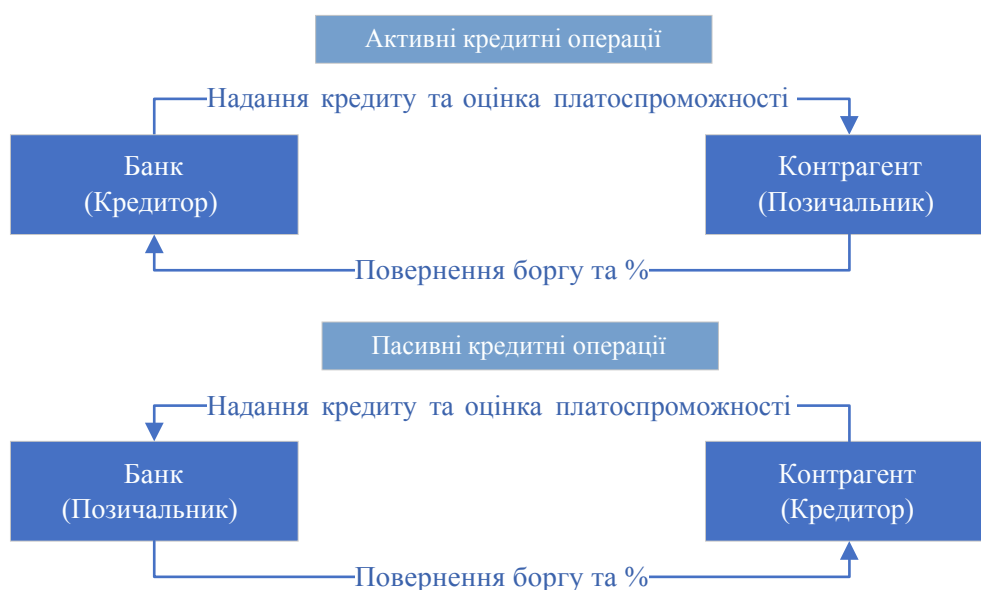 Активні кредитні операції
Надання кредиту та оцінка платоспроможності
Банк
(Кредитор)
Контрагент
(Позичальник)
Повернення боргу та %
Пасивні кредитні операції
Надання кредиту та оцінка платоспроможності
Банк
(Позичальник)
Контрагент
(Кредитор)
Повернення боргу та %